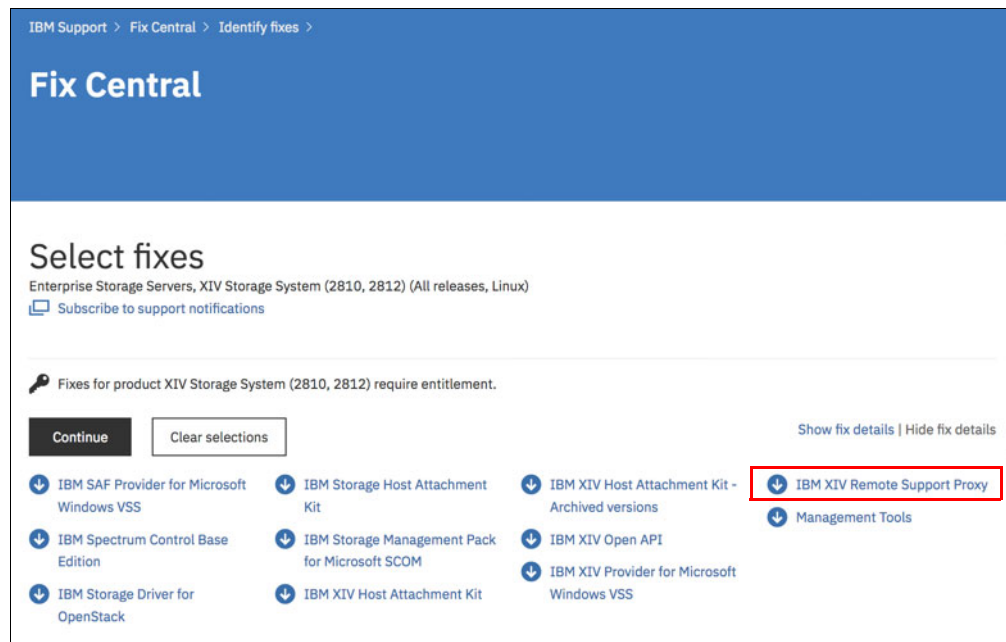 IBM Support > Fix Central > Identify fixes >
Fix Central
Select fixes
Enterprise Storage Servers, XIV Storage System (2810, 2812) (All releases, Linux)
Subscribe to support notifications
Fixes for product XIV Storage System (2810, 2812) require entitlement.
Continue
Clear selections
Show fix details | Hide fix details
IBM SAF Provider for Microsoft
Windows VSS
IBM Spectrum Control Base
Edition
IBM Storage Driver for
OpenStack
IBM Storage Host Attachment
Kit
IBM Storage Management Pack
for Microsoft SCOM
IBM XIV Host Attachment Kit
IBM XIV Host Attachment Kit -
Archived versions
IBM XIV Open API
IBM XIV Provider for Microsoft
Windows VSS
IBM XIV Remote Support Proxy
Management Tools